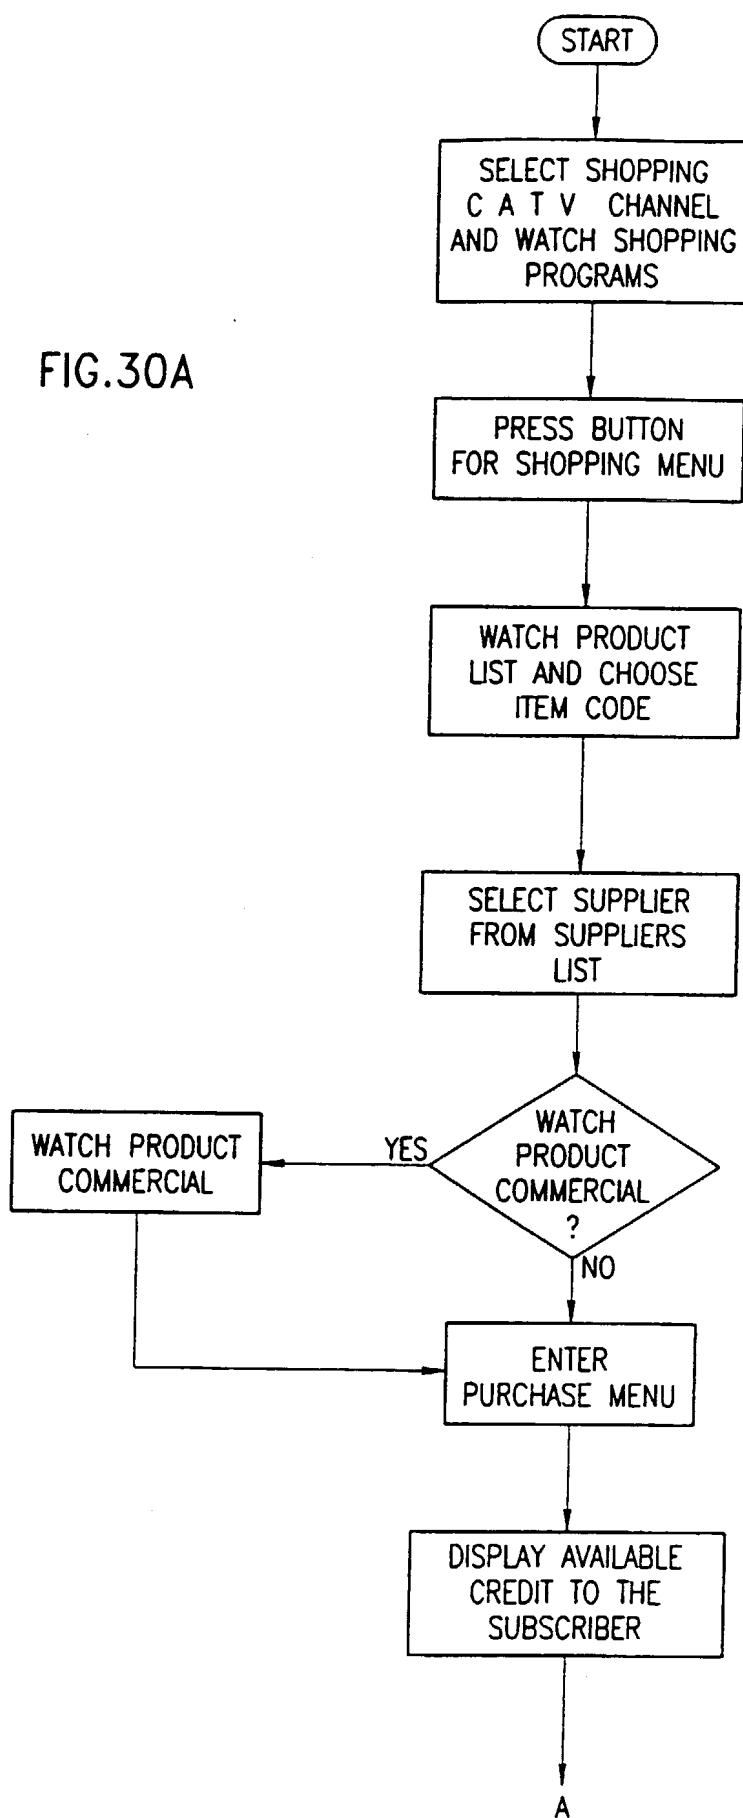 START
SELECT SHOPPING
C A T V CHANNEL
AND WATCH SHOPPING
PROGRAMS
FIG.30A
PRESS BUTTON
FOR SHOPPING MENU
WATCH PRODUCT
LIST AND CHOOSE
ITEM CODE
SELECT SUPPLIER
FROM SUPPLIERS
LIST
WATCH PRODUCT
COMMERCIAL
YES
WATCH
PRODUCT
COMMERCIAL
?
NO
ENTER
PURCHASE MENU
DISPLAY AVAILABLE
CREDIT TO THE
SUBSCRIBER
A